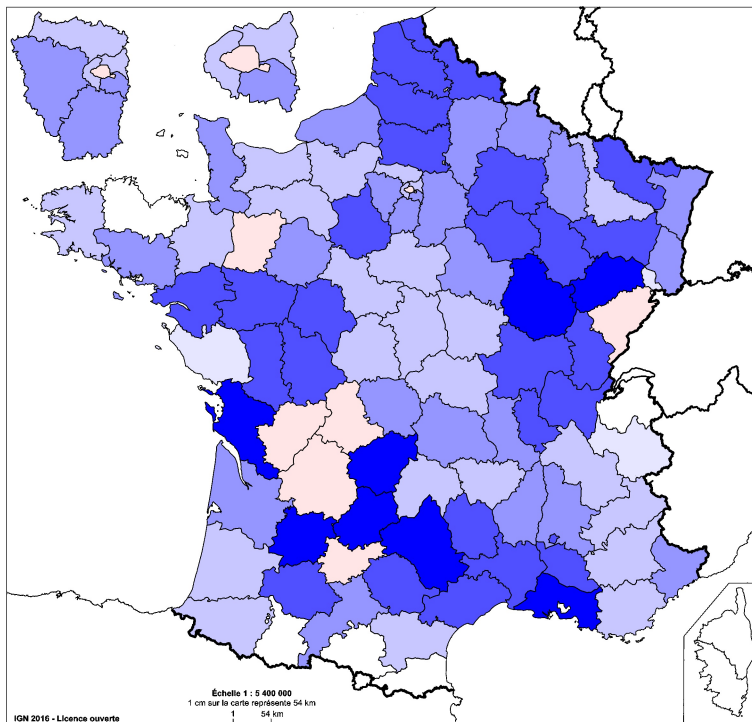 Échelle 1 : 5 400 000
1 cm sur la carte représente 54 km
1 54 km
IGN 2016 - Licence ouverte